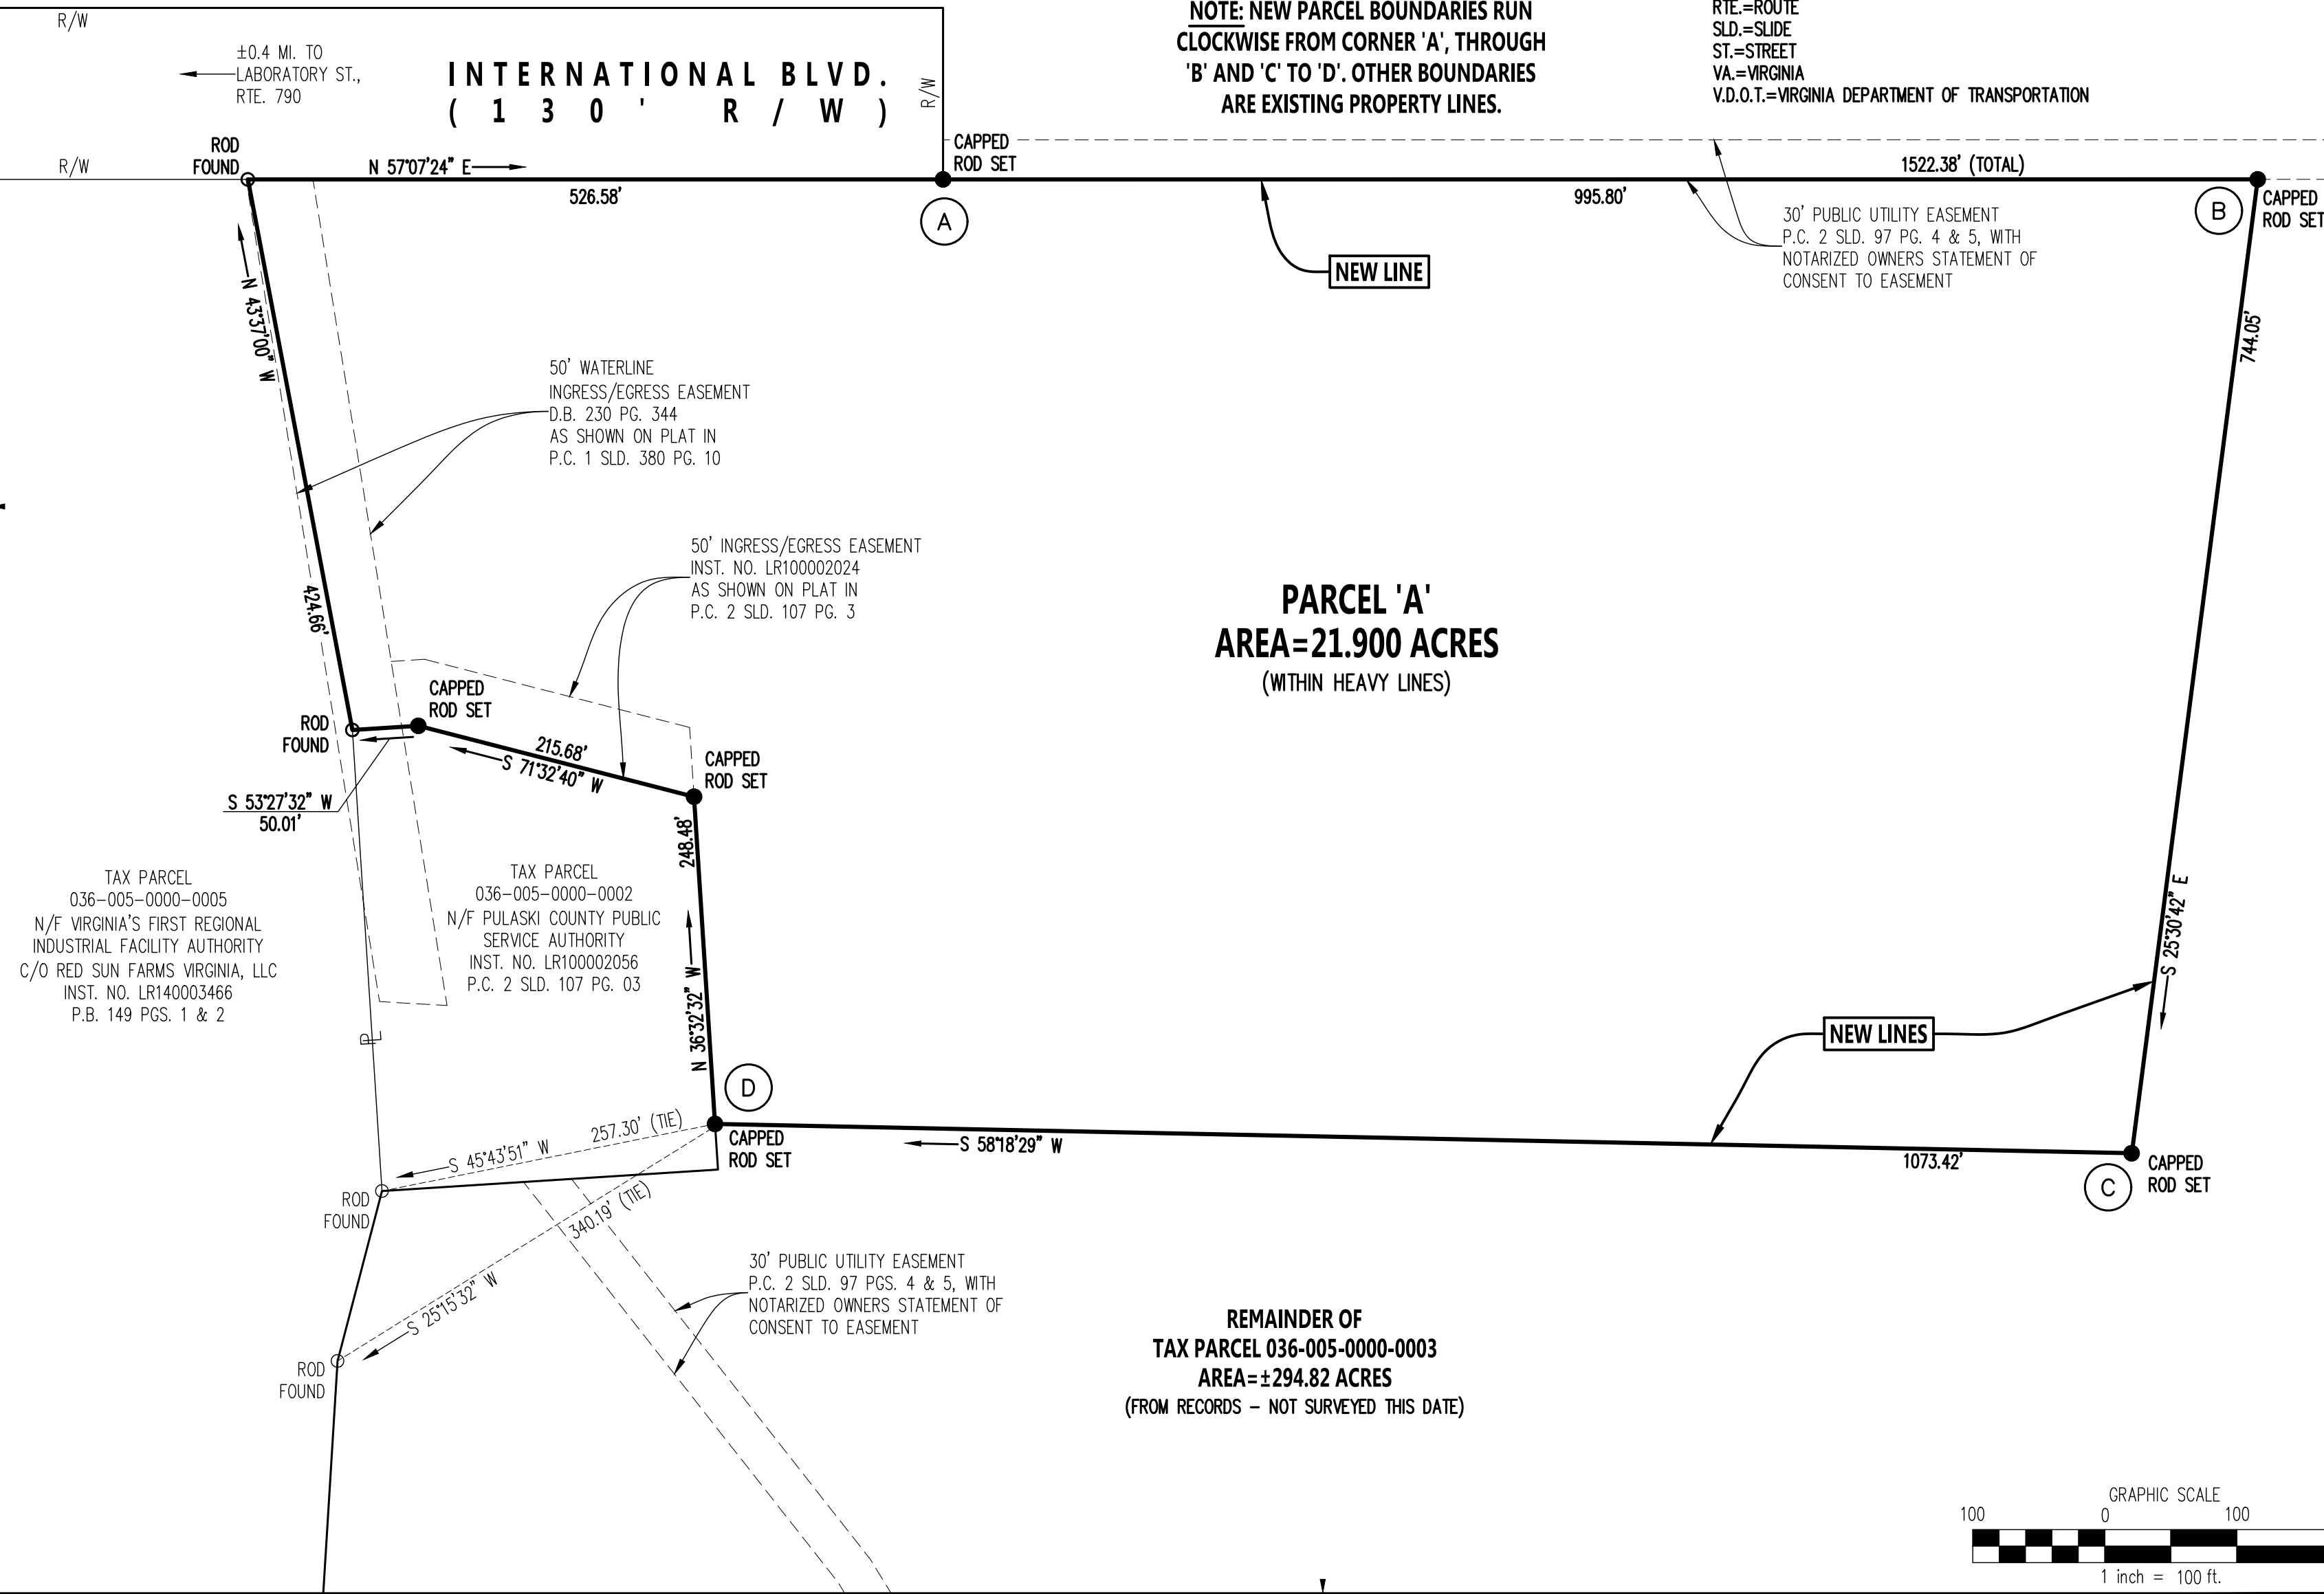 R/W
±0.4 MI. TO
LABORATORY ST.,
RTE. 790
INTERNATIONAL BLVD.
(130' R/W)
R/W
NOTE: NEW PARCEL BOUNDARIES RUN
CLOCKWISE FROM CORNER 'A', THROUGH
'B' AND 'C' TO 'D'. OTHER BOUNDARIES
ARE EXISTING PROPERTY LINES.
RTE.=ROUTE
SLD.=SLIDE
ST.=STREET
VA.=VIRGINIA
V.D.O.T.=VIRGINIA DEPARTMENT OF TRANSPORTATION
R/W
ROD
FOUND
N 57°07'24" E
526.58'
CAPPED
ROD SET
A
995.80'
1522.38' (TOTAL)
B
CAPPED
ROD SET
NEW LINE
30' PUBLIC UTILITY EASEMENT
P.C. 2 SLD. 97 PG. 4 & 5, WITH
NOTARIZED OWNERS STATEMENT OF
CONSENT TO EASEMENT
N 43°37'00" W
424.66'
744.05'
S 25°30'42" E
50' WATERLINE
INGRESS/EGRESS EASEMENT
D.B. 230 PG. 344
AS SHOWN ON PLAT IN
P.C. 1 SLD. 380 PG. 10
50' INGRESS/EGRESS EASEMENT
INST. NO. LR100002024
AS SHOWN ON PLAT IN
P.C. 2 SLD. 107 PG. 3
PARCEL 'A'
AREA=21.900 ACRES
(WITHIN HEAVY LINES)
CAPPED
ROD SET
ROD
FOUND
215.68'
S 71°32'40" W
CAPPED
ROD SET
S 53°27'32" W
50.01'
248.48'
N 36°32'32" W
TAX PARCEL
036-005-0000-0005
N/F VIRGINIA'S FIRST REGIONAL
INDUSTRIAL FACILITY AUTHORITY
C/O RED SUN FARMS VIRGINIA, LLC
INST. NO. LR140003466
P.B. 149 PGS. 1 & 2
TAX PARCEL
036-005-0000-0002
N/F PULASKI COUNTY PUBLIC
SERVICE AUTHORITY
INST. NO. LR100002056
P.C. 2 SLD. 107 PG. 03
PL
NEW LINES
D
CAPPED
ROD SET
S 58°18'29" W
1073.42'
C
CAPPED
ROD SET
257.30' (TIE)
S 45°43'51" W
ROD
FOUND
340.19' (TIE)
S 25°15'32" W
ROD
FOUND
30' PUBLIC UTILITY EASEMENT
P.C. 2 SLD. 97 PGS. 4 & 5, WITH
NOTARIZED OWNERS STATEMENT OF
CONSENT TO EASEMENT
REMAINDER OF
TAX PARCEL 036-005-0000-0003
AREA=±294.82 ACRES
(FROM RECORDS – NOT SURVEYED THIS DATE)
GRAPHIC SCALE
100 0 100
1 inch = 100 ft.